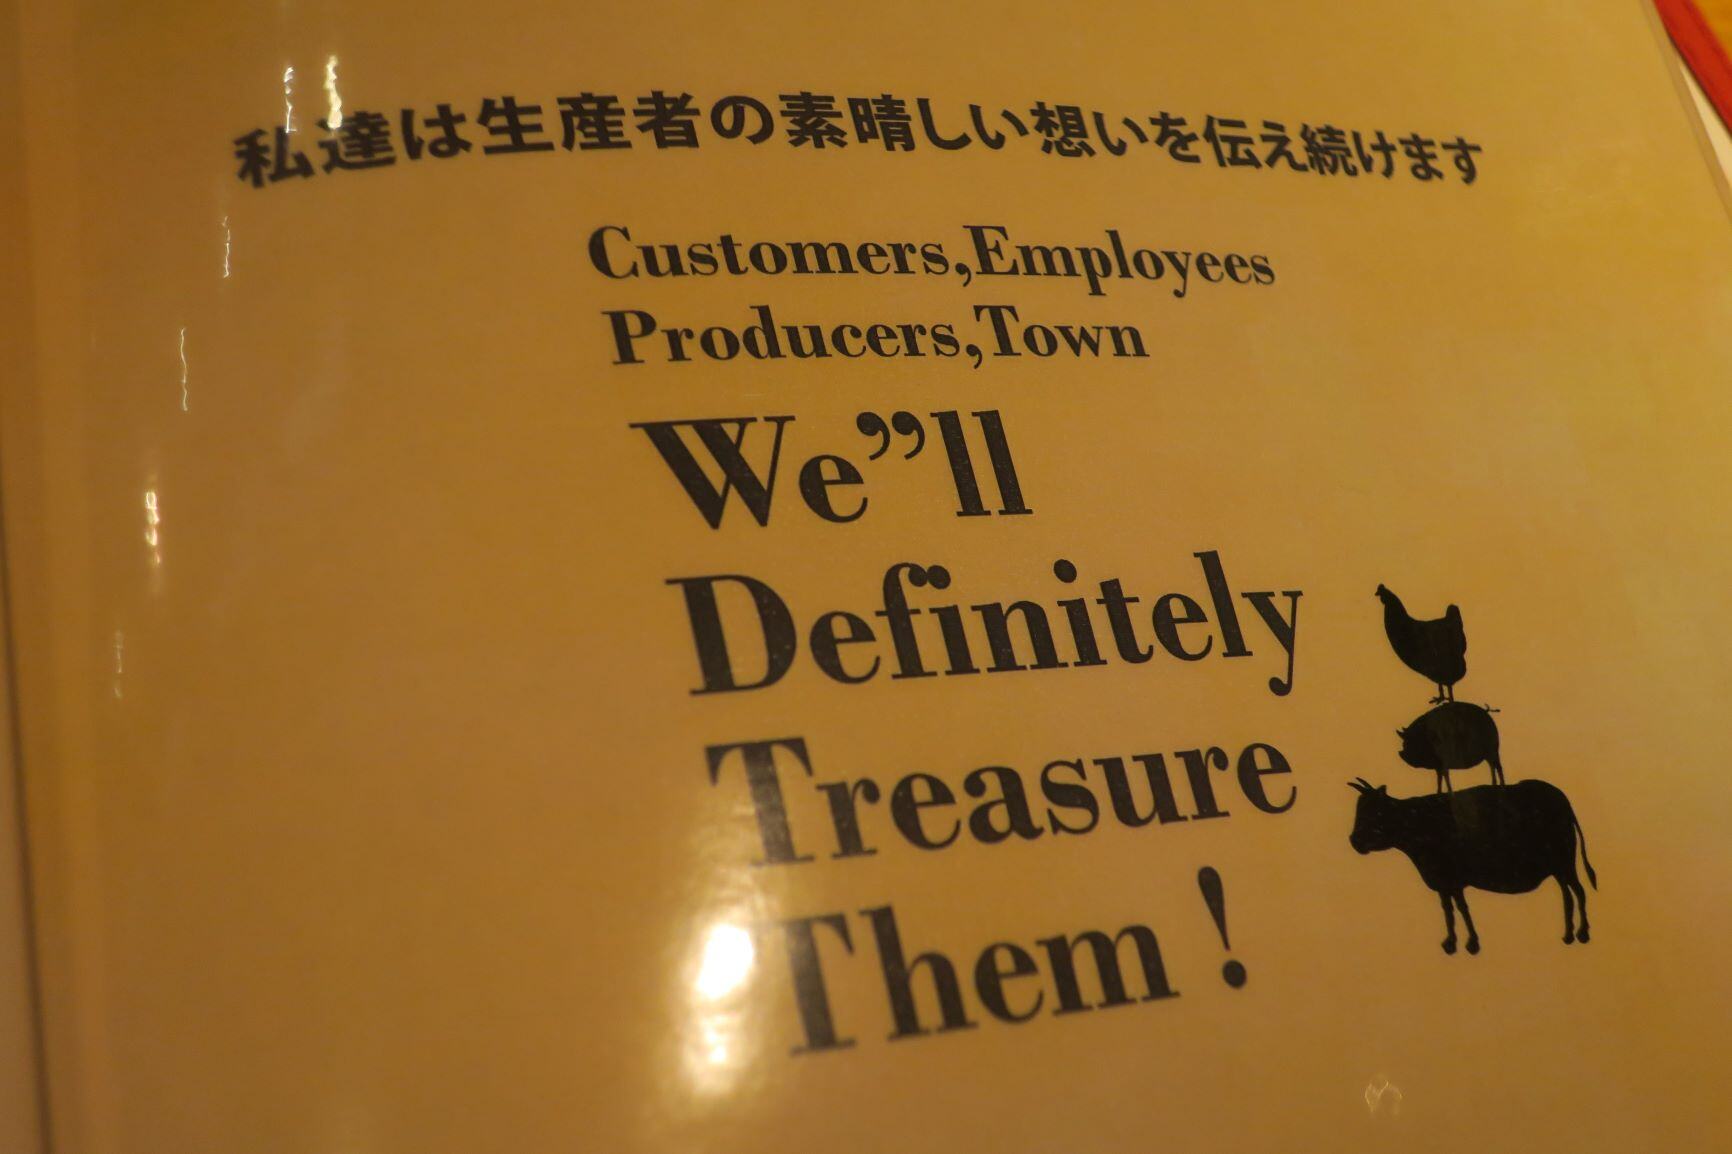 私達は生産者の素晴しい想いを伝え続けます
Customers,Employees
Producers,Town
We”ll
Definitely
Treasure
Them!